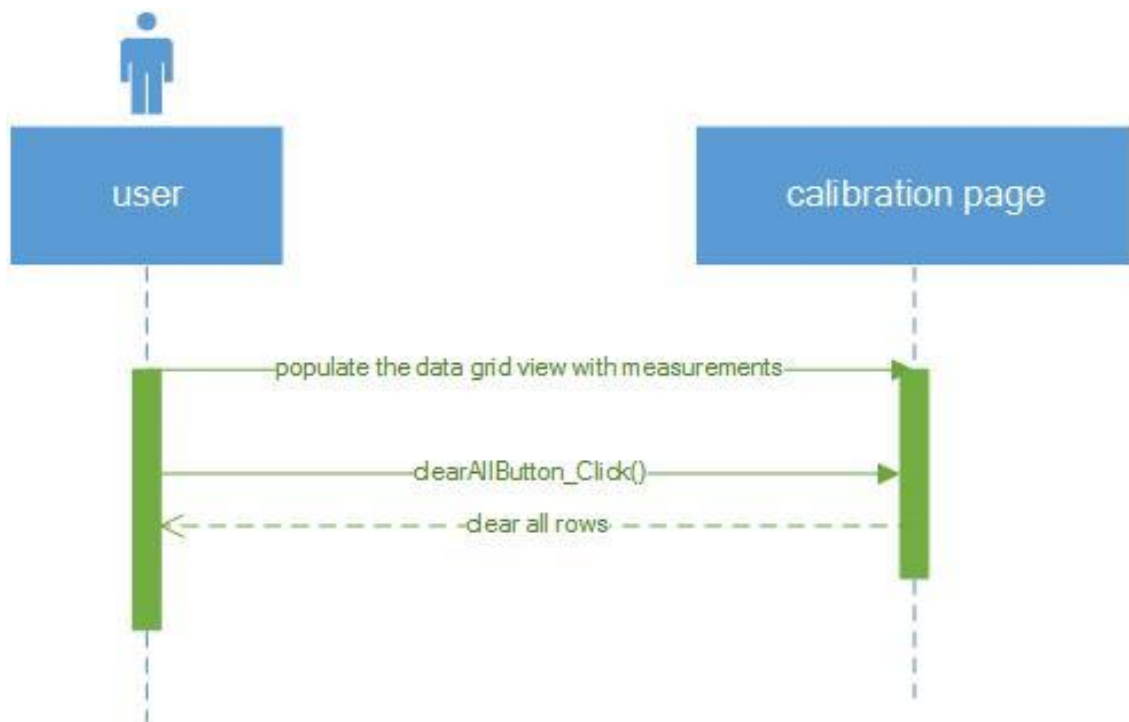 user
calibration page
populate the data grid view with measurements
clearAllButton_Click()
clear all rows